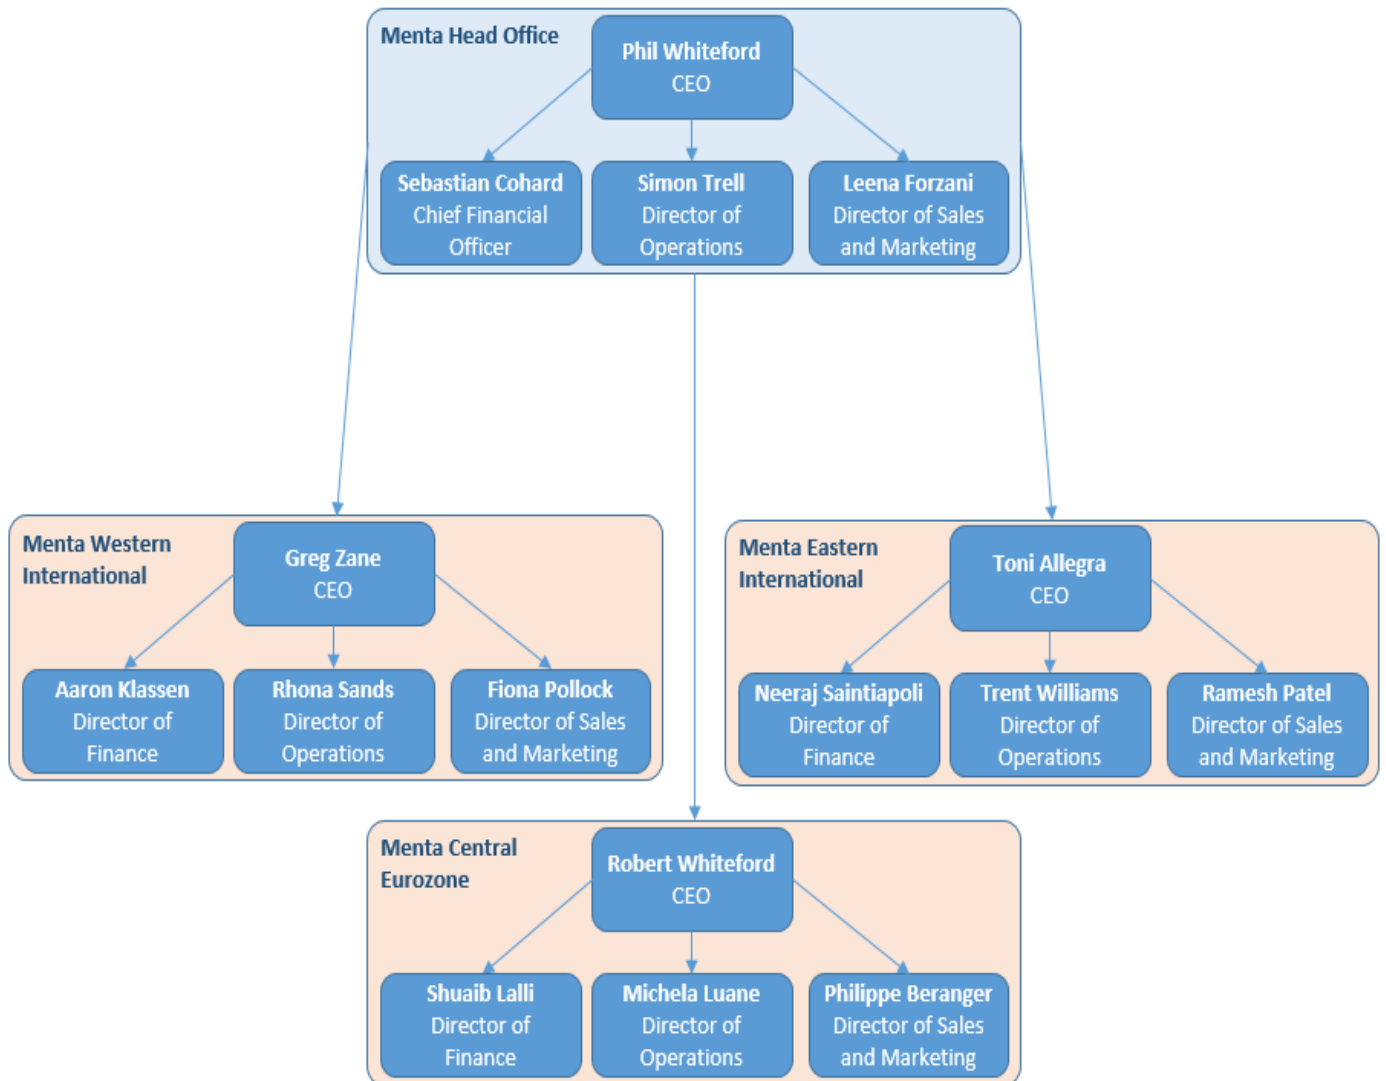 Menta Head Office
Phil Whiteford
CEO
Sebastian Cohard
Chief Financial
Officer
Simon Trell
Director of
Operations
Leena Forzani
Director of Sales
and Marketing
Menta Western
International
Greg Zane
CEO
Aaron Klassen
Director of
Finance
Rhona Sands
Director of
Operations
Fiona Pollock
Director of Sales
and Marketing
Menta Eastern
International
Toni Allegra
CEO
Neeraj Saintiapoli
Director of
Finance
Trent Williams
Director of
Operations
Ramesh Patel
Director of Sales
and Marketing
Menta Central
Eurozone
Robert Whiteford
CEO
Shuaib Lalli
Director of
Finance
Michela Luane
Director of
Operations
Philippe Beranger
Director of Sales
and Marketing